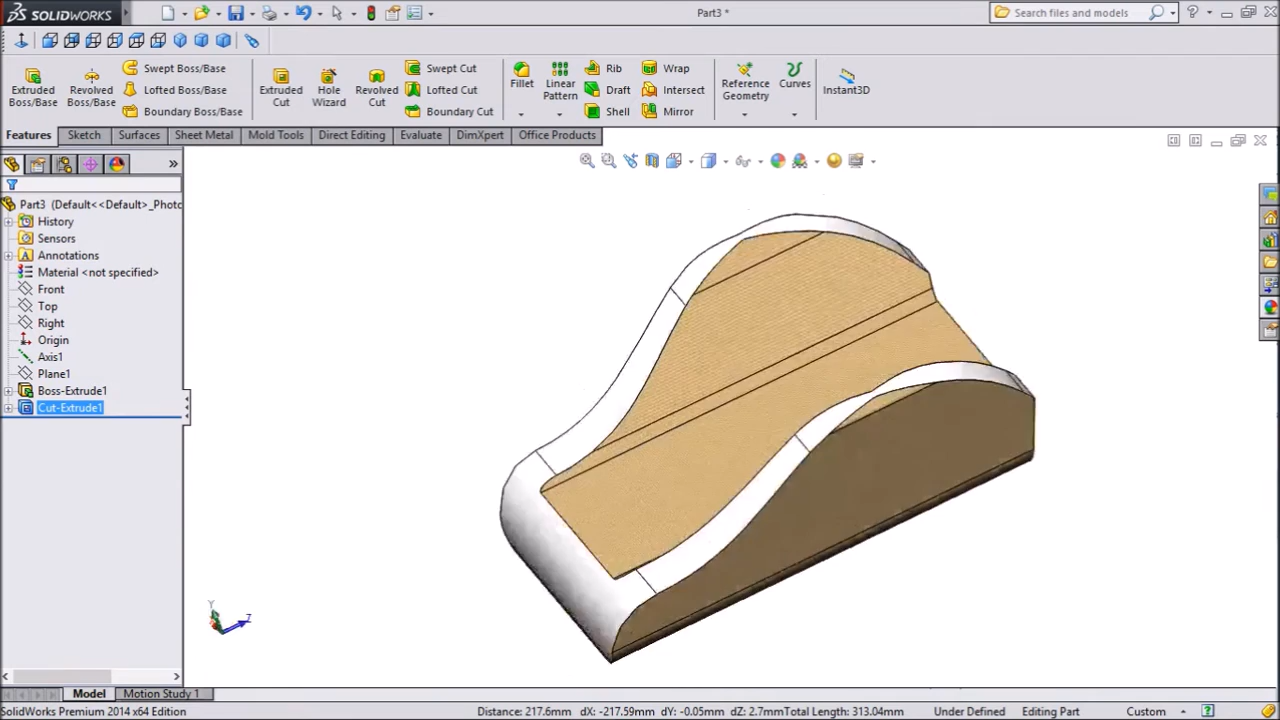 SOLIDWORKS
Part3 *
Search files and models
Extruded Boss/Base
Revolved Boss/Base
Swept Boss/Base
Lofted Boss/Base
Boundary Boss/Base
Extruded Cut
Hole Wizard
Revolved Cut
Swept Cut
Lofted Cut
Boundary Cut
Fillet
Linear Pattern
Rib
Draft
Shell
Wrap
Intersect
Mirror
Reference Geometry
Curves
Instant3D
Features
Sketch
Surfaces
Sheet Metal
Mold Tools
Direct Editing
Evaluate
DimXpert
Office Products
Part3 (Default<<Default>_Photo
History
Sensors
Annotations
Material <not specified>
Front
Top
Right
Origin
Axis1
Plane1
Boss-Extrude1
Cut-Extrude1
Y
Z
Model
Motion Study 1
SolidWorks Premium 2014 x64 Edition
Distance: 217.6mm dX: -217.59mm dY: -0.05mm dZ: 2.7mmTotal Length: 313.04mm
Under Defined
Editing Part
Custom